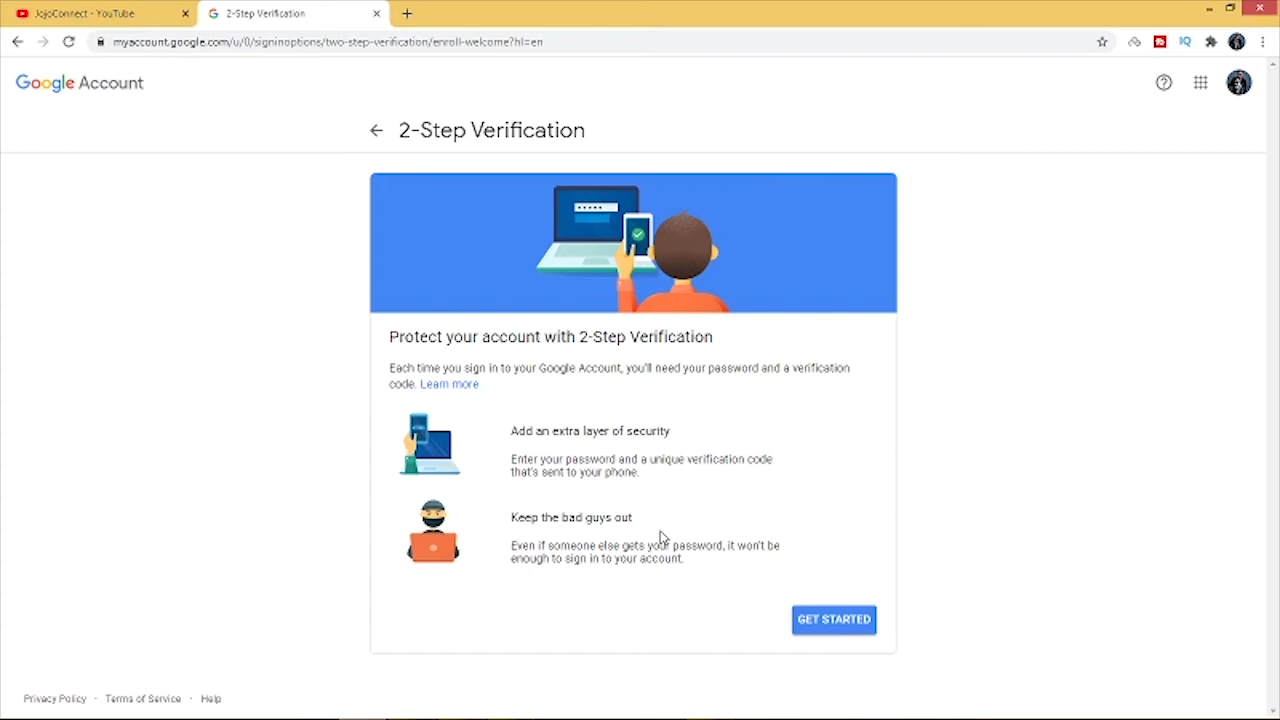 JojoConnect - YouTube
2-Step Verification
myaccount.google.com/u/0/signinoptions/two-step-verification/enroll-welcome?hl=en
Google Account
2-Step Verification
Protect your account with 2-Step Verification
Each time you sign in to your Google Account, you'll need your password and a verification
code. Learn more
Add an extra layer of security
Enter your password and a unique verification code
that's sent to your phone.
Keep the bad guys out
Even if someone else gets your password, it won't be
enough to sign in to your account.
GET STARTED
Privacy Policy · Terms of Service · Help